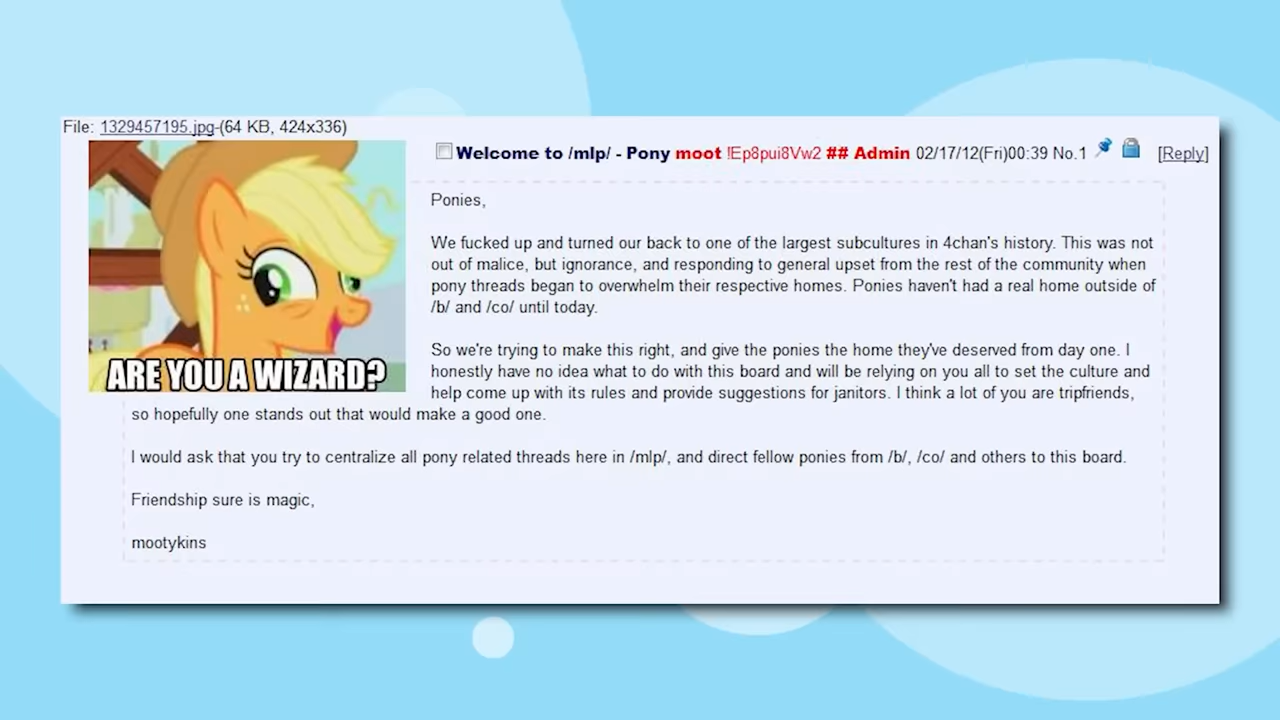 File: 1329457195.jpg-(64 KB, 424x336)
Welcome to /mlp/ - Pony moot !Ep8pui8Vw2 ## Admin 02/17/12(Fri)00:39 No.1 [Reply]
ARE YOU A WIZARD?
Ponies,
We fucked up and turned our back to one of the largest subcultures in 4chan's history. This was not
out of malice, but ignorance, and responding to general upset from the rest of the community when
pony threads began to overwhelm their respective homes. Ponies haven't had a real home outside of
/b/ and /co/ until today.
So we're trying to make this right, and give the ponies the home they've deserved from day one. I
honestly have no idea what to do with this board and will be relying on you all to set the culture and
help come up with its rules and provide suggestions for janitors. I think a lot of you are tripfriends,
so hopefully one stands out that would make a good one.
I would ask that you try to centralize all pony related threads here in /mlp/, and direct fellow ponies from /b/, /co/ and others to this board.
Friendship sure is magic,
mootykins